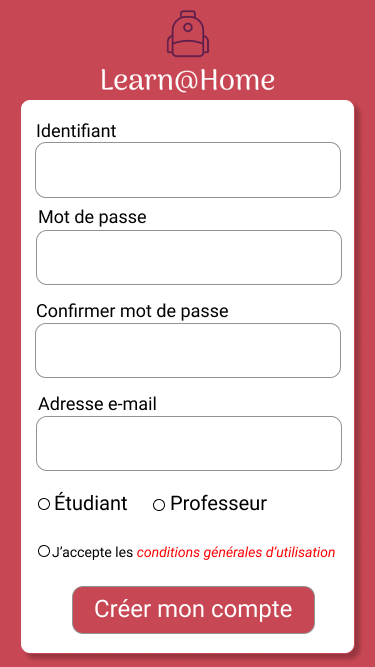 Learn@Home
Identifiant
Mot de passe
Confirmer mot de passe
Adresse e-mail
Étudiant Professeur
J’accepte les conditions générales d’utilisation
Créer mon compte